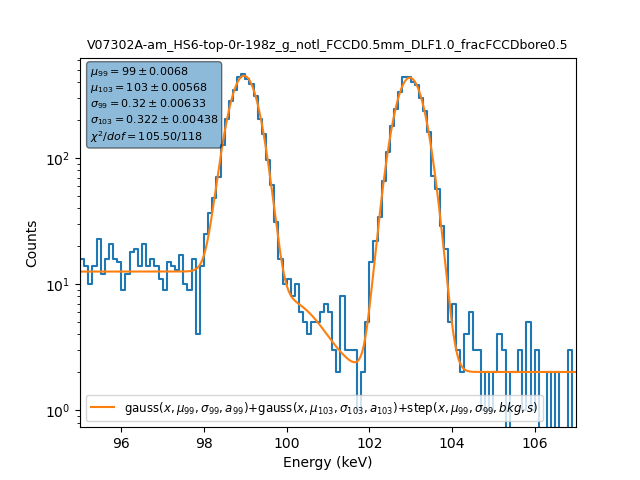 V07302A-am_HS6-top-0r-198z_g_notl_FCCD0.5mm_DLF1.0_fracFCCDbore0.5
μ₉₉ = 99 ± 0.0068
μ₁₀₃ = 103 ± 0.00568
σ₉₉ = 0.32 ± 0.00633
σ₁₀₃ = 0.322 ± 0.00438
χ²/dof = 105.50/118
10²
10¹
10⁰
Counts
gauss(x, μ₉₉, σ₉₉, a₉₉)+gauss(x, μ₁₀₃, σ₁₀₃, a₁₀₃)+step(x, μ₉₉, σ₉₉, bkg, s)
96 98 100 102 104 106
Energy (keV)